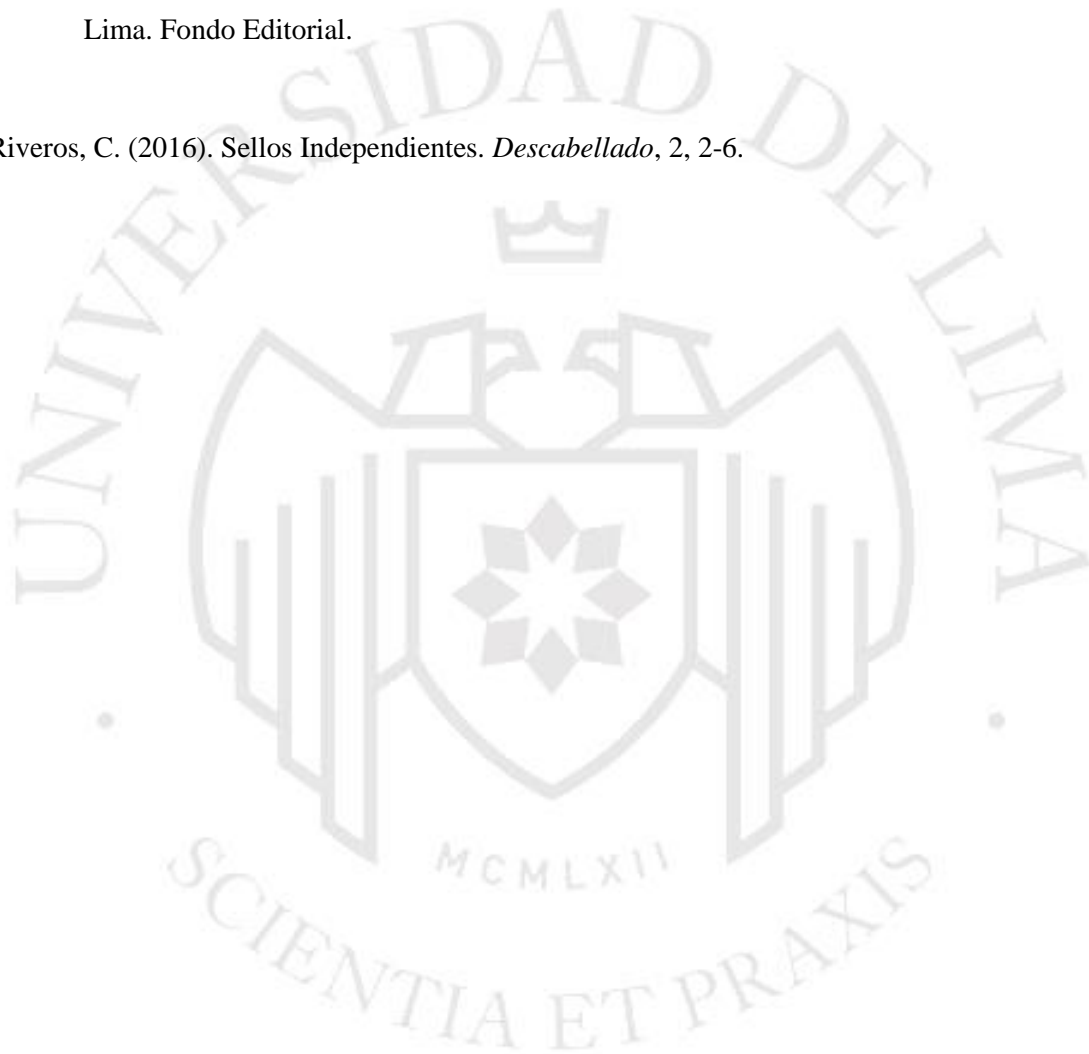 Lima. Fondo Editorial.
Riveros, C. (2016). Sellos Independientes. Descabellado, 2, 2-6.
UNIVERSIDAD DE LIMA
MCMLXII
SCIENTIA ET PRAXIS